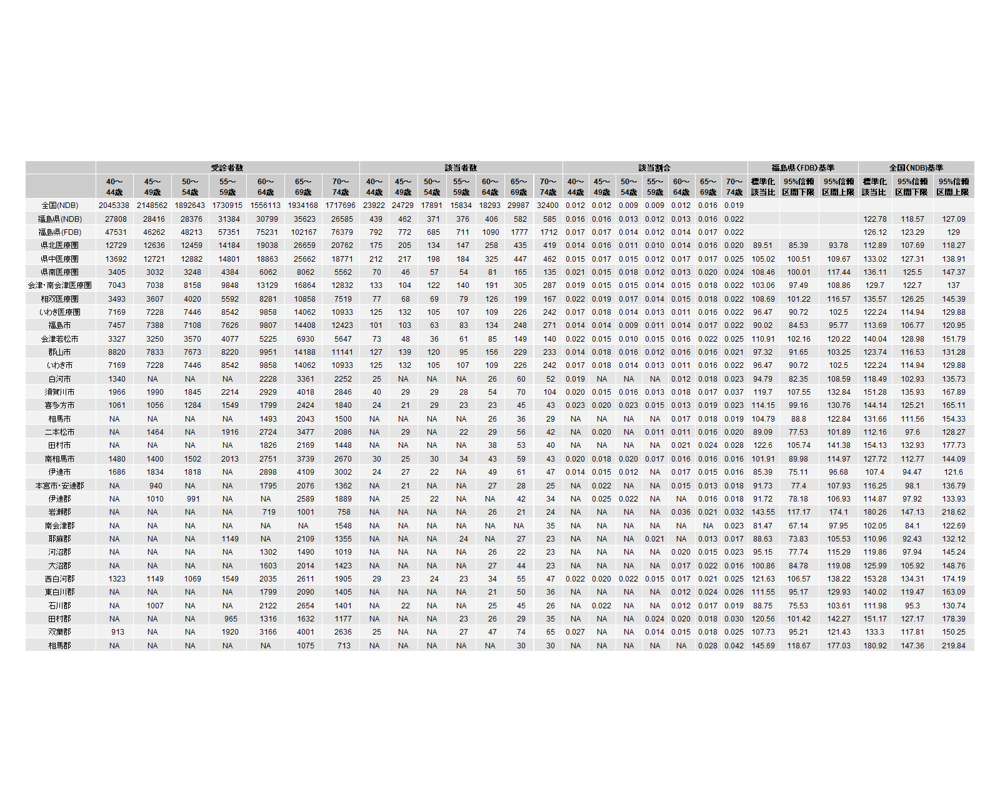 受診者数 該当者数 該当割合 福島県(FDB)基準 全国(NDB)基準
40～ 45～ 50～ 55～ 60～ 65～ 70～ 40～ 45～ 50～ 55～ 60～ 65～ 70～ 40～ 45～ 50～ 55～ 60～ 65～ 70～ 標準化 95%信頼 95%信頼 標準化 95%信頼 95%信頼
44歳 49歳 54歳 59歳 64歳 69歳 74歳 44歳 49歳 54歳 59歳 64歳 69歳 74歳 44歳 49歳 54歳 59歳 64歳 69歳 74歳 該当比 区間下限 区間上限 該当比 区間下限 区間上限
全国(NDB) 2045338 2148562 1892643 1730915 1556113 1934168 1717696 23922 24729 17891 15834 18293 29987 32400 0.012 0.012 0.009 0.009 0.012 0.016 0.019
福島県(NDB) 27808 28416 28376 31384 30799 35623 26585 439 462 371 376 406 582 585 0.016 0.016 0.013 0.012 0.013 0.016 0.022 122.78 118.57 127.09
福島県(FDB) 47531 46262 48213 57351 75231 102167 76379 792 772 685 711 1090 1777 1712 0.017 0.017 0.014 0.012 0.014 0.017 0.022 126.12 123.29 129
県北医療圏 12729 12636 12459 14184 19038 26659 20762 175 205 134 147 258 435 419 0.014 0.016 0.011 0.010 0.014 0.016 0.020 89.51 85.39 93.78 112.89 107.69 118.27
県中医療圏 13692 12721 12882 14801 18863 25662 18771 212 217 198 184 325 447 462 0.015 0.017 0.015 0.012 0.017 0.017 0.025 105.02 100.51 109.67 133.02 127.31 138.91
県南医療圏 3405 3032 3248 4384 6062 8062 5562 70 46 57 54 81 165 135 0.021 0.015 0.018 0.012 0.013 0.020 0.024 108.46 100.01 117.44 136.11 125.5 147.37
会津・南会津医療圏 7043 7038 8158 9848 13129 16864 12832 133 104 122 140 191 305 287 0.019 0.015 0.015 0.014 0.015 0.018 0.022 103.06 97.49 108.86 129.7 122.7 137
相双医療圏 3493 3607 4020 5592 8281 10858 7519 77 68 69 79 126 199 167 0.022 0.019 0.017 0.014 0.015 0.018 0.022 108.69 101.22 116.57 135.57 126.25 145.39
いわき医療圏 7169 7228 7446 8542 9858 14062 10933 125 132 105 107 109 226 242 0.017 0.018 0.014 0.013 0.011 0.016 0.022 96.47 90.72 102.5 122.24 114.94 129.88
福島市 7457 7388 7108 7626 9807 14408 12423 101 103 63 83 134 248 271 0.014 0.014 0.009 0.011 0.014 0.017 0.022 90.02 84.53 95.77 113.69 106.77 120.95
会津若松市 3327 3250 3570 4077 5225 6930 5647 73 48 36 61 85 149 140 0.022 0.015 0.010 0.015 0.016 0.022 0.025 110.91 102.16 120.22 140.04 128.98 151.79
郡山市 8820 7833 7673 8220 9951 14188 11141 127 139 120 95 156 229 233 0.014 0.018 0.016 0.012 0.016 0.016 0.021 97.32 91.65 103.25 123.74 116.53 131.28
いわき市 7169 7228 7446 8542 9858 14062 10933 125 132 105 107 109 226 242 0.017 0.018 0.014 0.013 0.011 0.016 0.022 96.47 90.72 102.5 122.24 114.94 129.88
白河市 1340 NA NA NA 2228 3361 2252 25 NA NA NA 26 60 52 0.019 NA NA NA 0.012 0.018 0.023 94.79 82.35 108.59 118.49 102.93 135.73
須賀川市 1966 1990 1845 2214 2929 4018 2846 40 29 29 28 54 70 104 0.020 0.015 0.016 0.013 0.018 0.017 0.037 119.7 107.55 132.84 151.28 135.93 167.89
喜多方市 1061 1056 1284 1549 1799 2424 1840 24 21 29 23 23 45 43 0.023 0.020 0.023 0.015 0.013 0.019 0.023 114.15 99.16 130.76 144.14 125.21 165.11
相馬市 NA NA NA NA 1493 2043 1500 NA NA NA NA 26 36 29 NA NA NA NA 0.017 0.018 0.019 104.79 88.8 122.84 131.66 111.56 154.33
二本松市 NA 1464 NA 1916 2724 3477 2086 NA 29 NA 22 29 56 42 NA 0.020 NA 0.011 0.011 0.016 0.020 89.09 77.53 101.89 112.16 97.6 128.27
田村市 NA NA NA NA 1826 2169 1448 NA NA NA NA 38 53 40 NA NA NA NA 0.021 0.024 0.028 122.6 105.74 141.38 154.13 132.93 177.73
南相馬市 1480 1400 1502 2013 2751 3739 2670 30 25 30 34 43 59 43 0.020 0.018 0.020 0.017 0.016 0.016 0.016 101.91 89.98 114.97 127.72 112.77 144.09
伊達市 1686 1834 1818 NA 2898 4109 3002 24 27 22 NA 49 61 47 0.014 0.015 0.012 NA 0.017 0.015 0.016 85.39 75.11 96.68 107.4 94.47 121.6
本宮市・安達郡 NA 940 NA NA 1795 2076 1362 NA 21 NA NA 27 28 25 NA 0.022 NA NA 0.015 0.013 0.018 91.73 77.4 107.93 116.25 98.1 136.79
伊達郡 NA 1010 991 NA NA 2589 1889 NA 25 22 NA NA 42 34 NA 0.025 0.022 NA NA 0.016 0.018 91.72 78.18 106.93 114.87 97.92 133.93
岩瀬郡 NA NA NA NA 719 1001 758 NA NA NA NA 26 21 24 NA NA NA NA 0.036 0.021 0.032 143.55 117.17 174.1 180.26 147.13 218.62
南会津郡 NA NA NA NA NA NA 1548 NA NA NA NA NA NA 35 NA NA NA NA NA NA 0.023 81.47 67.14 97.95 102.05 84.1 122.69
耶麻郡 NA NA NA 1149 NA 2109 1355 NA NA NA 24 NA 27 23 NA NA NA 0.021 NA 0.013 0.017 88.63 73.83 105.53 110.96 92.43 132.12
河沼郡 NA NA NA NA 1302 1490 1019 NA NA NA NA 26 22 23 NA NA NA NA 0.020 0.015 0.023 95.15 77.74 115.29 119.86 97.94 145.24
大沼郡 NA NA NA NA 1603 2014 1423 NA NA NA NA 27 44 23 NA NA NA NA 0.017 0.022 0.016 100.86 84.78 119.08 125.99 105.92 148.76
西白河郡 1323 1149 1069 1549 2035 2611 1905 29 23 24 23 34 55 47 0.022 0.020 0.022 0.015 0.017 0.021 0.025 121.63 106.57 138.22 153.28 134.31 174.19
東白川郡 NA NA NA NA 1799 2090 1405 NA NA NA NA 21 50 36 NA NA NA NA 0.012 0.024 0.026 111.55 95.17 129.93 140.02 119.47 163.09
石川郡 NA 1007 NA NA 2122 2654 1401 NA 22 NA NA 25 45 26 NA 0.022 NA NA 0.012 0.017 0.019 88.75 75.53 103.61 111.98 95.3 130.74
田村郡 NA NA NA 965 1316 1632 1177 NA NA NA 23 26 29 35 NA NA NA 0.024 0.020 0.018 0.030 120.56 101.42 142.27 151.17 127.17 178.39
双葉郡 913 NA NA 1920 3166 4001 2636 25 NA NA 27 47 74 65 0.027 NA NA 0.014 0.015 0.018 0.025 107.73 95.21 121.43 133.3 117.81 150.25
相馬郡 NA NA NA NA NA 1075 713 NA NA NA NA NA 30 30 NA NA NA NA NA 0.028 0.042 145.69 118.67 177.03 180.92 147.36 219.84